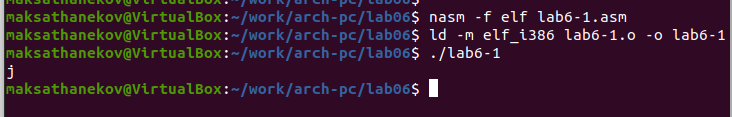 maksathanekov@VirtualBox:~/work/arch-pc/lab06$ nasm -f elf lab6-1.asm
maksathanekov@VirtualBox:~/work/arch-pc/lab06$ ld -m elf_i386 lab6-1.o -o lab6-1
maksathanekov@VirtualBox:~/work/arch-pc/lab06$ ./lab6-1
j
maksathanekov@VirtualBox:~/work/arch-pc/lab06$